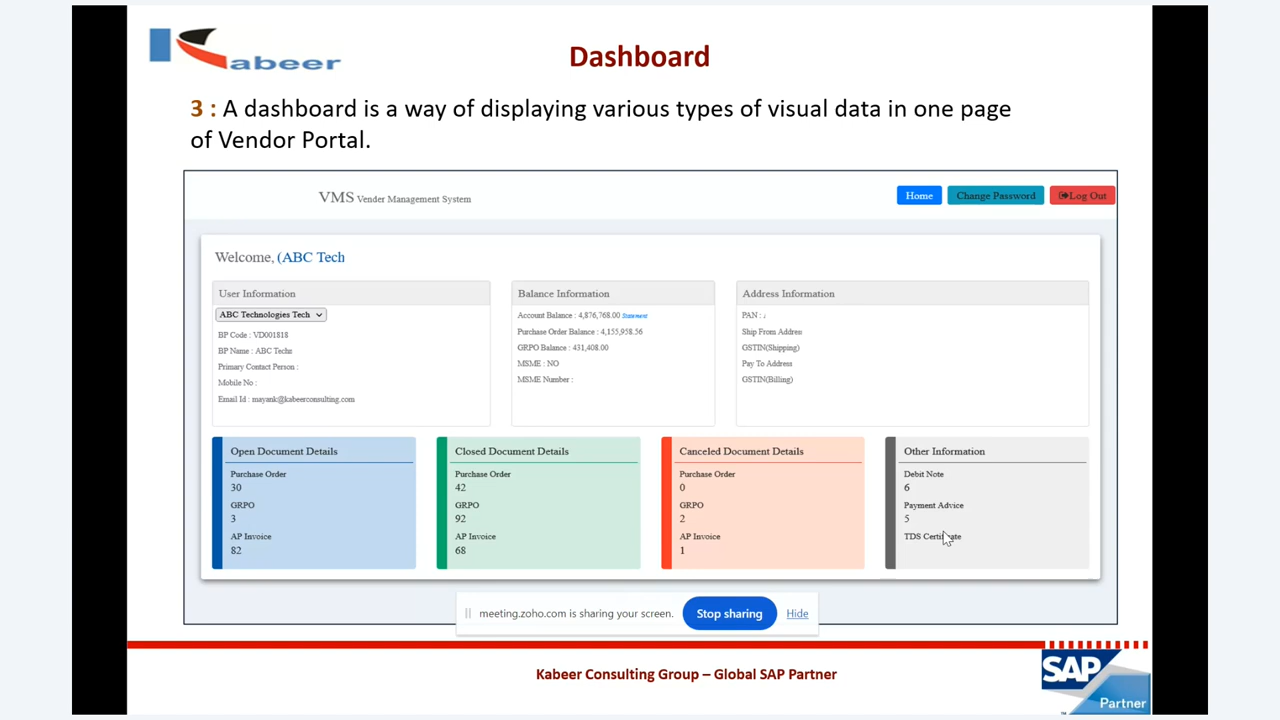 Kabeer
Dashboard
3 : A dashboard is a way of displaying various types of visual data in one page
of Vendor Portal.
VMS Vender Management System
Home
Change Password
Log Out
Welcome, (ABC Tech
User Information
ABC Technologies Tech
BP Code : VD001818
BP Name : ABC Techz
Primary Contact Person :
Mobile No :
Email Id : mayank@kabeerconsulting.com
Balance Information
Account Balance : 4,876,768.00 Statement
Purchase Order Balance : 4,155,958.56
GRPO Balance : 431,408.00
MSME : NO
MSME Number :
Address Information
PAN :
Ship From Address
GSTIN(Shipping)
Pay To Address
GSTIN(Billing)
Open Document Details
Purchase Order
30
GRPO
3
AP Invoice
82
Closed Document Details
Purchase Order
42
GRPO
92
AP Invoice
68
Canceled Document Details
Purchase Order
0
GRPO
2
AP Invoice
1
Other Information
Debit Note
6
Payment Advice
5
TDS Certificate
meeting.zoho.com is sharing your screen.
Stop sharing
Hide
Kabeer Consulting Group – Global SAP Partner
SAP
Partner